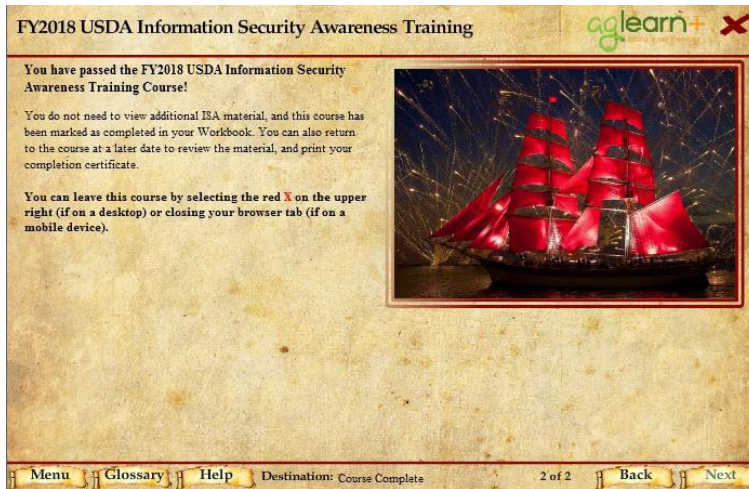 FY2018 USDA Information Security Awareness Training
aglearn+
X
You have passed the FY2018 USDA Information Security
Awareness Training Course!
You do not need to view additional ISA material, and this course has
been marked as completed in your Workbook. You can also return
to the course at a later date to review the material, and print your
completion certificate.
You can leave this course by selecting the red X on the upper
right (if on a desktop) or closing your browser tab (if on a
mobile device).
Menu Glossary Help Destination: Course Complete 2 of 2 Back Next